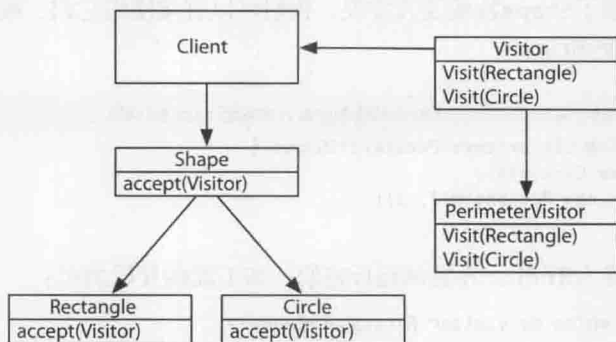 Client
Visitor
Visit(Rectangle)
Visit(Circle)
Shape
accept(Visitor)
PerimeterVisitor
Visit(Rectangle)
Visit(Circle)
Rectangle
accept(Visitor)
Circle
accept(Visitor)